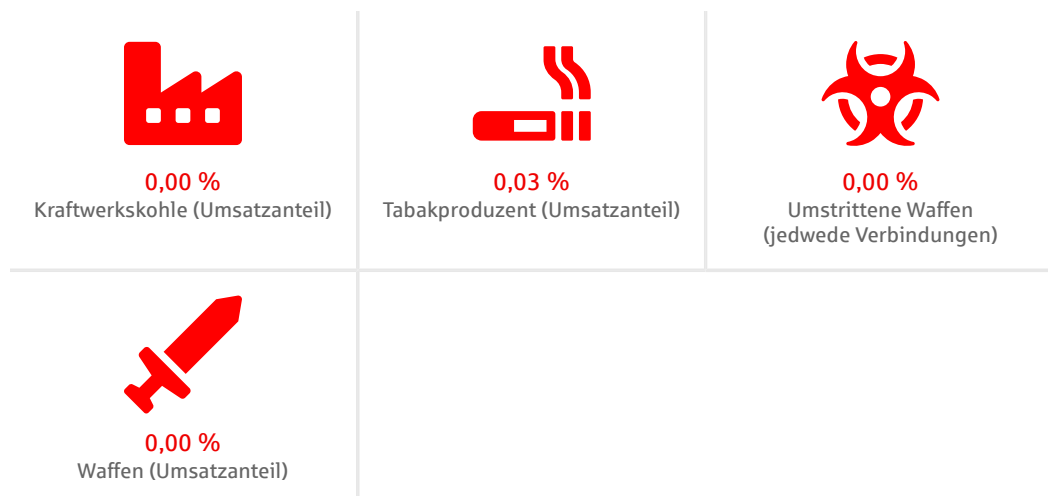 0,00 %
Kraftwerkskohle (Umsatzanteil)
0,03 %
Tabakproduzent (Umsatzanteil)
0,00 %
Umstrittene Waffen
(jedwede Verbindungen)
0,00 %
Waffen (Umsatzanteil)